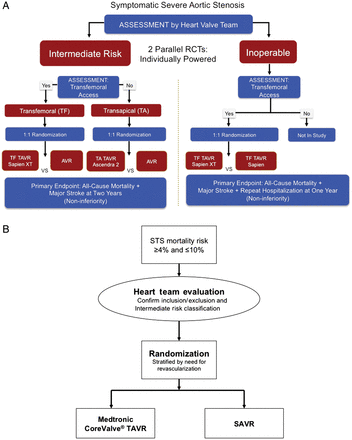 A
Symptomatic Severe Aortic Stenosis
ASSESSMENT by Heart Valve Team
Intermediate Risk
2 Parallel RCTs:
Individually Powered
Inoperable
ASSESSMENT:
Transfemoral
Access
Yes
No
ASSESSMENT:
Transfemoral
Access
Transfemoral (TF)
Transapical (TA)
Yes
No
1:1 Randomization
1:1 Randomization
1:1 Randomization
Not In Study
TF TAVR
Sapien XT
VS
AVR
TA TAVR
Ascendra 2
VS
AVR
TF TAVR
Sapien XT
VS
TF TAVR
Sapien
Primary Endpoint: All-Cause Mortality +
Major Stroke at Two Years
(Non-inferiority)
Primary Endpoint: All-Cause Mortality +
Major Stroke + Repeat Hospitalization at One Year
(Non-inferiority)
B
STS mortality risk
≥4% and ≤10%
Heart team evaluation
Confirm inclusion/exclusion and
Intermediate risk classification
Randomization
Stratified by need for
revascularization
Medtronic
CoreValve® TAVR
SAVR